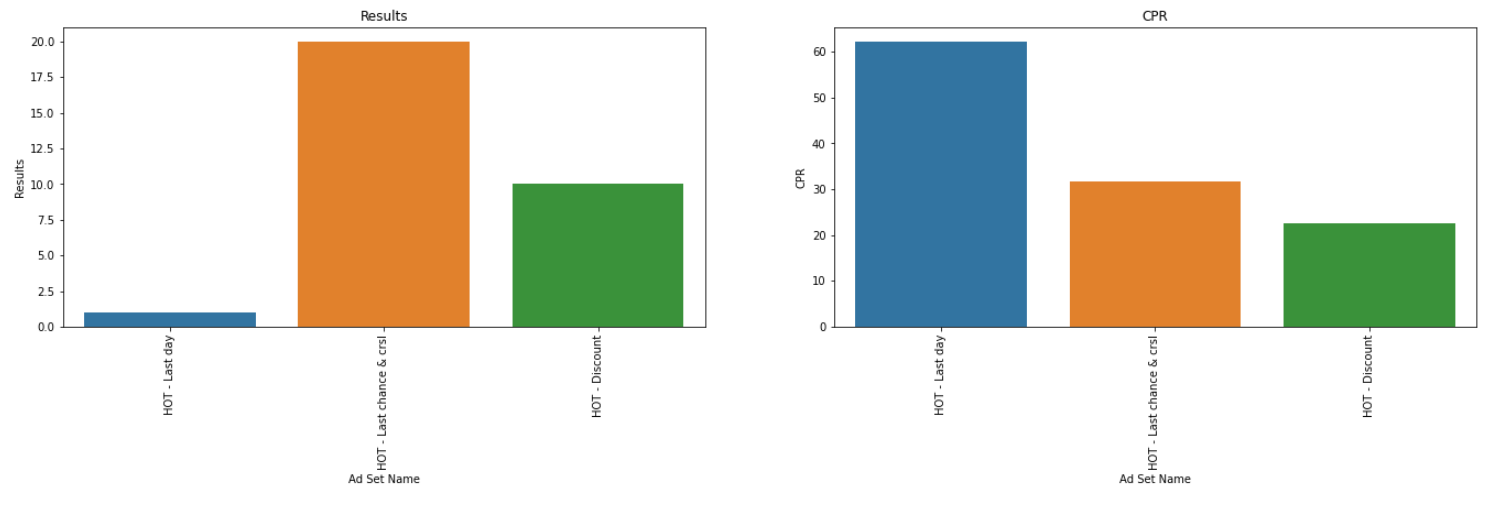 Results
20.0
17.5
15.0
12.5
10.0
7.5
5.0
2.5
0.0
Results
HOT - Last day
HOT - Last chance & crsl
HOT - Discount
Ad Set Name
CPR
60
50
40
30
20
10
0
CPR
HOT - Last day
HOT - Last chance & crsl
HOT - Discount
Ad Set Name